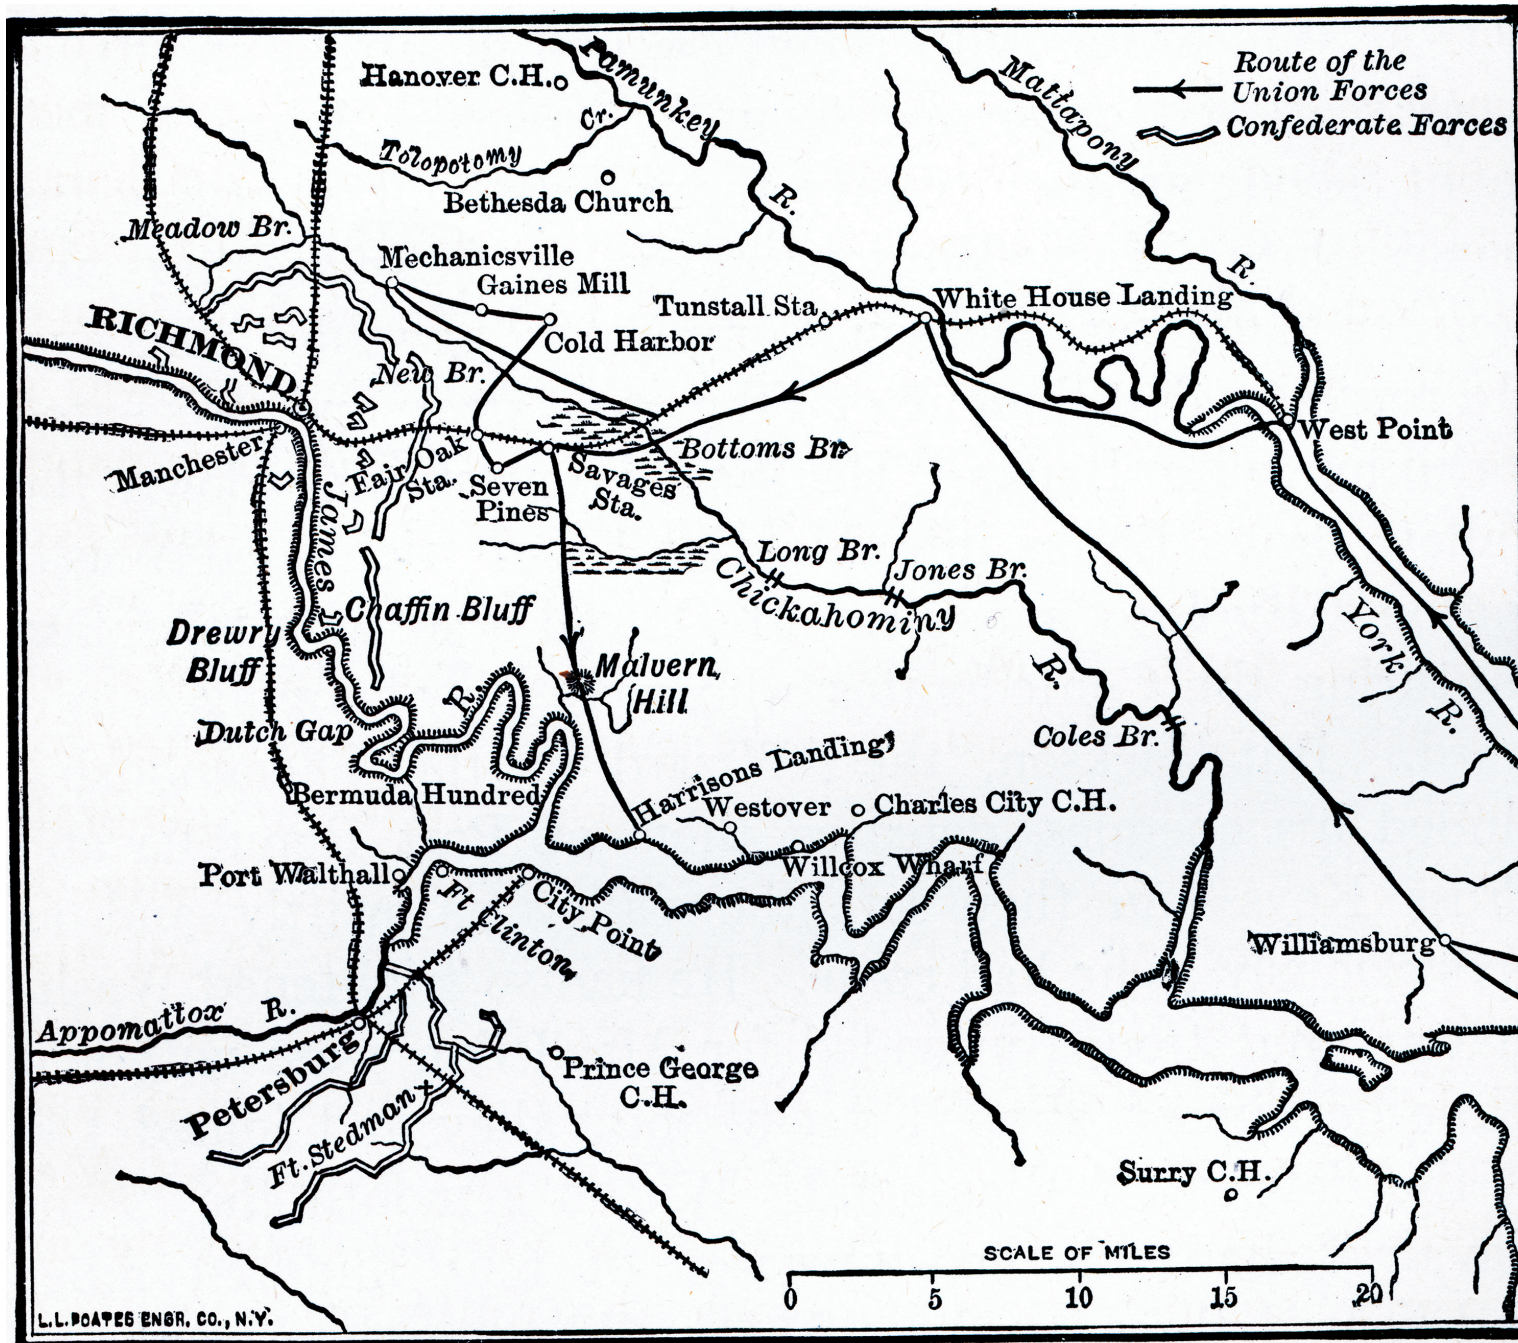 Route of the
Union Forces
Confederate Forces
Hanover C.H.
Pamunkey
R.
Mattapony
R.
Tolopotomy
Cr.
Bethesda Church
Meadow Br.
Mechanicsville
Gaines Mill
Tunstall Sta.
White House Landing
RICHMOND
Cold Harbor
New Br.
Manchester
Fair Oak
Sta.
Bottoms Br.
West Point
Savages
Sta.
Seven
Pines
James
Long Br.
Jones Br.
Chickahominy
R.
Chaffin Bluff
York
R.
Drewry
Bluff
Malvern
Hill
R.
Dutch Gap
Coles Br.
Bermuda Hundred
Harrisons Landing
Westover
Charles City C.H.
Port Walthall
Willcox Wharf
Ft Clinton
City Point
Williamsburg
Appomattox R.
Petersburg
Prince George
C.H.
Ft. Stedman
Surry C.H.
SCALE OF MILES
0 5 10 15 20
L.L.POATES ENGR. CO., N.Y.